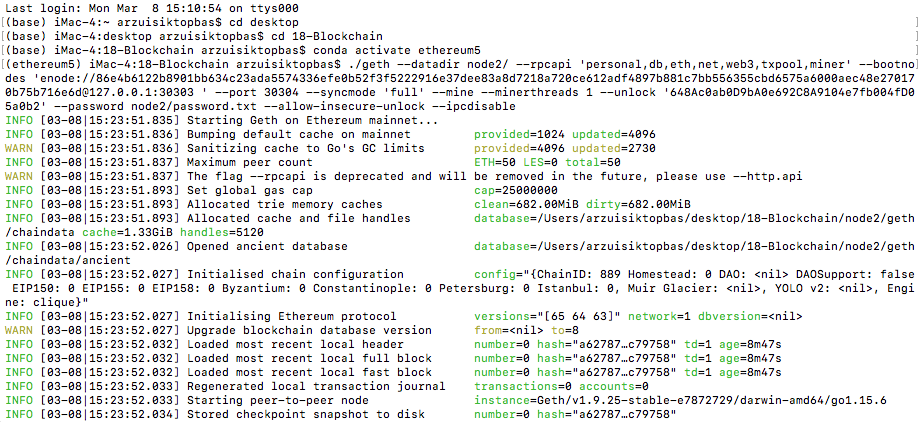 Last login: Mon Mar  8 15:10:54 on ttys000
[(base) iMac-4:~ arzuisiktopbas$ cd desktop ]
[(base) iMac-4:desktop arzuisiktopbas$ cd 18-Blockchain ]
[(base) iMac-4:18-Blockchain arzuisiktopbas$ conda activate ethereum5 ]
[(ethereum5) iMac-4:18-Blockchain arzuisiktopbas$ ./geth --datadir node2/ --rpcapi 'personal,db,eth,net,web3,txpool,miner' --bootno]
des 'enode://86e4b6122b8901bb634c23ada5574336efe0b52f3f5222916e37dee83a8d7218a720ce612adf4897b881c7bb556355cbd6575a6000aec48e27017
0b75b716e6d@127.0.0.1:30303 ' --port 30304 --syncmode 'full' --mine --minerthreads 1 --unlock '648Ac0ab0D9bA0e692C8A9104e7fb004fD0
5a0b2' --password node2/password.txt --allow-insecure-unlock --ipcdisable
INFO [03-08|15:23:51.835] Starting Geth on Ethereum mainnet...
INFO [03-08|15:23:51.836] Bumping default cache on mainnet provided=1024 updated=4096
WARN [03-08|15:23:51.836] Sanitizing cache to Go's GC limits provided=4096 updated=2730
INFO [03-08|15:23:51.837] Maximum peer count ETH=50 LES=0 total=50
WARN [03-08|15:23:51.837] The flag --rpcapi is deprecated and will be removed in the future, please use --http.api
INFO [03-08|15:23:51.893] Set global gas cap cap=25000000
INFO [03-08|15:23:51.893] Allocated trie memory caches clean=682.00MiB dirty=682.00MiB
INFO [03-08|15:23:51.893] Allocated cache and file handles database=/Users/arzuisiktopbas/desktop/18-Blockchain/node2/geth
/chaindata cache=1.33GiB handles=5120
INFO [03-08|15:23:52.026] Opened ancient database database=/Users/arzuisiktopbas/desktop/18-Blockchain/node2/geth
/chaindata/ancient
INFO [03-08|15:23:52.027] Initialised chain configuration config="{ChainID: 889 Homestead: 0 DAO: <nil> DAOSupport: false
 EIP150: 0 EIP155: 0 EIP158: 0 Byzantium: 0 Constantinople: 0 Petersburg: 0 Istanbul: 0, Muir Glacier: <nil>, YOLO v2: <nil>, Engi
ne: clique}"
INFO [03-08|15:23:52.027] Initialising Ethereum protocol versions="[65 64 63]" network=1 dbversion=<nil>
WARN [03-08|15:23:52.027] Upgrade blockchain database version from=<nil> to=8
INFO [03-08|15:23:52.032] Loaded most recent local header number=0 hash="a62787…c79758" td=1 age=8m47s
INFO [03-08|15:23:52.032] Loaded most recent local full block number=0 hash="a62787…c79758" td=1 age=8m47s
INFO [03-08|15:23:52.032] Loaded most recent local fast block number=0 hash="a62787…c79758" td=1 age=8m47s
INFO [03-08|15:23:52.033] Regenerated local transaction journal transactions=0 accounts=0
INFO [03-08|15:23:52.033] Starting peer-to-peer node instance=Geth/v1.9.25-stable-e7872729/darwin-amd64/go1.15.6
INFO [03-08|15:23:52.034] Stored checkpoint snapshot to disk number=0 hash="a62787…c79758"